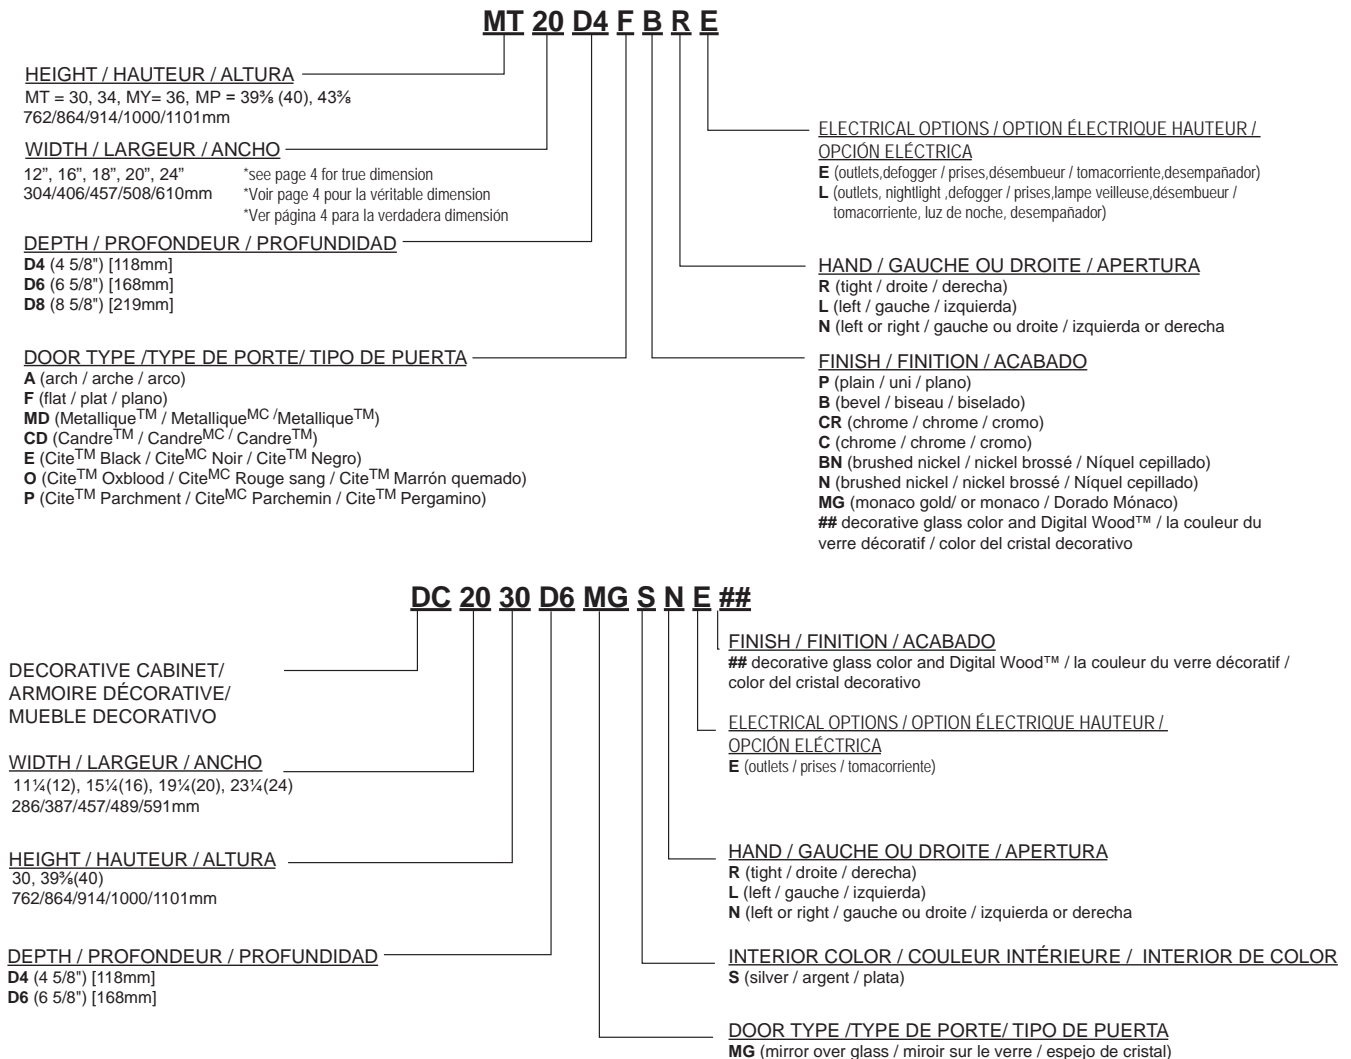 MT 20 D4 F B R E
HEIGHT / HAUTEUR / ALTURA
MT = 30, 34, MY= 36, MP = 39⅜ (40), 43⅜
762/864/914/1000/1101mm
WIDTH / LARGEUR / ANCHO
12”, 16”, 18”, 20”, 24”
304/406/457/508/610mm
*see page 4 for true dimension
*Voir page 4 pour la véritable dimension
*Ver página 4 para la verdadera dimensión
DEPTH / PROFONDEUR / PROFUNDIDAD
D4 (4 5/8") [118mm]
D6 (6 5/8") [168mm]
D8 (8 5/8") [219mm]
DOOR TYPE /TYPE DE PORTE/ TIPO DE PUERTA
A (arch / arche / arco)
F (flat / plat / plano)
MD (Metallique™ / MetalliqueMC /Metallique™)
CD (Candre™ / CandreMC / Candre™)
E (Cite™ Black / CiteMC Noir / Cite™ Negro)
O (Cite™ Oxblood / CiteMC Rouge sang / Cite™ Marrón quemado)
P (Cite™ Parchment / CiteMC Parchemin / Cite™ Pergamino)
ELECTRICAL OPTIONS / OPTION ÉLECTRIQUE HAUTEUR /
OPCIÓN ELÉCTRICA
E (outlets,defogger / prises,désembueur / tomacorriente,desempañador)
L (outlets, nightlight ,defogger / prises,lampe veilleuse,désembueur /
tomacorriente, luz de noche, desempañador)
HAND / GAUCHE OU DROITE / APERTURA
R (tight / droite / derecha)
L (left / gauche / izquierda)
N (left or right / gauche ou droite / izquierda or derecha
FINISH / FINITION / ACABADO
P (plain / uni / plano)
B (bevel / biseau / biselado)
CR (chrome / chrome / cromo)
C (chrome / chrome / cromo)
BN (brushed nickel / nickel brossé / Níquel cepillado)
N (brushed nickel / nickel brossé / Níquel cepillado)
MG (monaco gold/ or monaco / Dorado Mónaco)
## decorative glass color and Digital Wood™ / la couleur du
verre décoratif / color del cristal decorativo
DC 20 30 D6 MG S N E ##
DECORATIVE CABINET/
ARMOIRE DÉCORATIVE/
MUEBLE DECORATIVO
WIDTH / LARGEUR / ANCHO
11¼(12), 15¼(16), 19¼(20), 23¼(24)
286/387/457/489/591mm
HEIGHT / HAUTEUR / ALTURA
30, 39⅜(40)
762/864/914/1000/1101mm
DEPTH / PROFONDEUR / PROFUNDIDAD
D4 (4 5/8") [118mm]
D6 (6 5/8") [168mm]
FINISH / FINITION / ACABADO
## decorative glass color and Digital Wood™ / la couleur du verre décoratif /
color del cristal decorativo
ELECTRICAL OPTIONS / OPTION ÉLECTRIQUE HAUTEUR /
OPCIÓN ELÉCTRICA
E (outlets / prises / tomacorriente)
HAND / GAUCHE OU DROITE / APERTURA
R (tight / droite / derecha)
L (left / gauche / izquierda)
N (left or right / gauche ou droite / izquierda or derecha
INTERIOR COLOR / COULEUR INTÉRIEURE / INTERIOR DE COLOR
S (silver / argent / plata)
DOOR TYPE /TYPE DE PORTE/ TIPO DE PUERTA
MG (mirror over glass / miroir sur le verre / espejo de cristal)